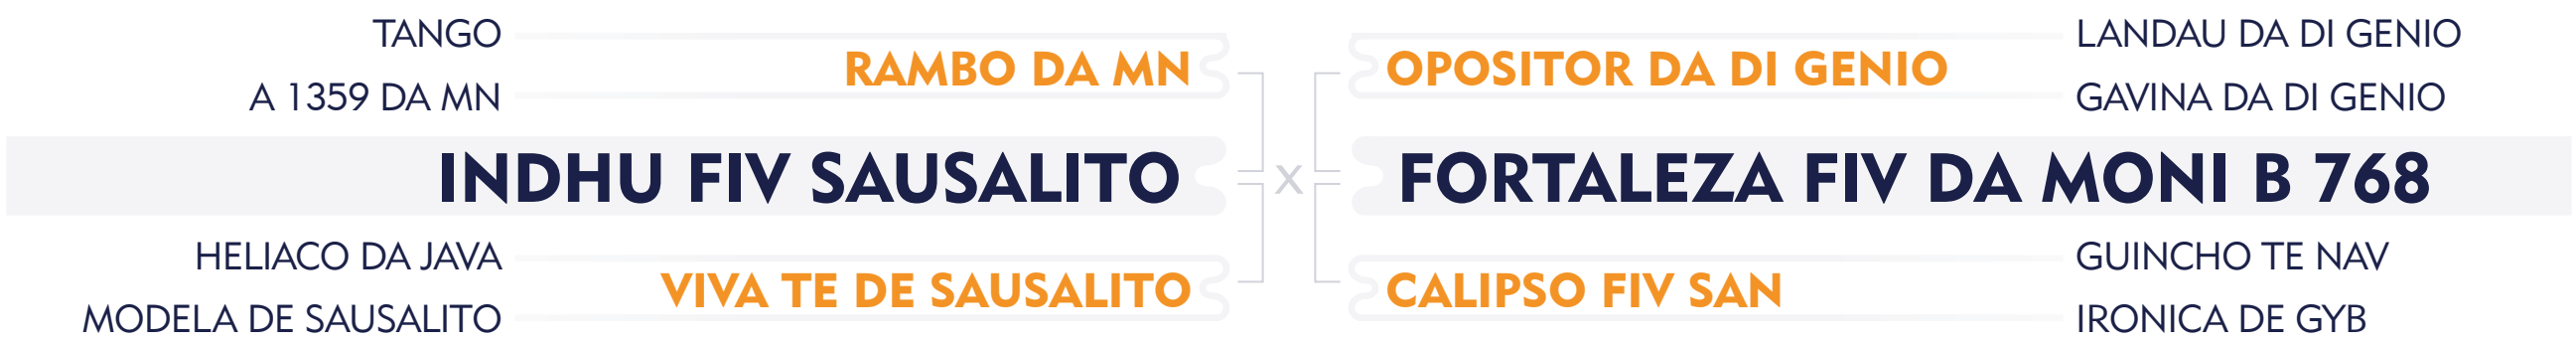 TANGO
RAMBO DA MN
A 1359 DA MN
INDHU FIV SAUSALITO
HELIACO DA JAVA
VIVA TE DE SAUSALITO
MODELA DE SAUSALITO
X
LANDAU DA DI GENIO
OPOSITOR DA DI GENIO
GAVINA DA DI GENIO
FORTALEZA FIV DA MONI B 768
GUINCHO TE NAV
CALIPSO FIV SAN
IRONICA DE GYB